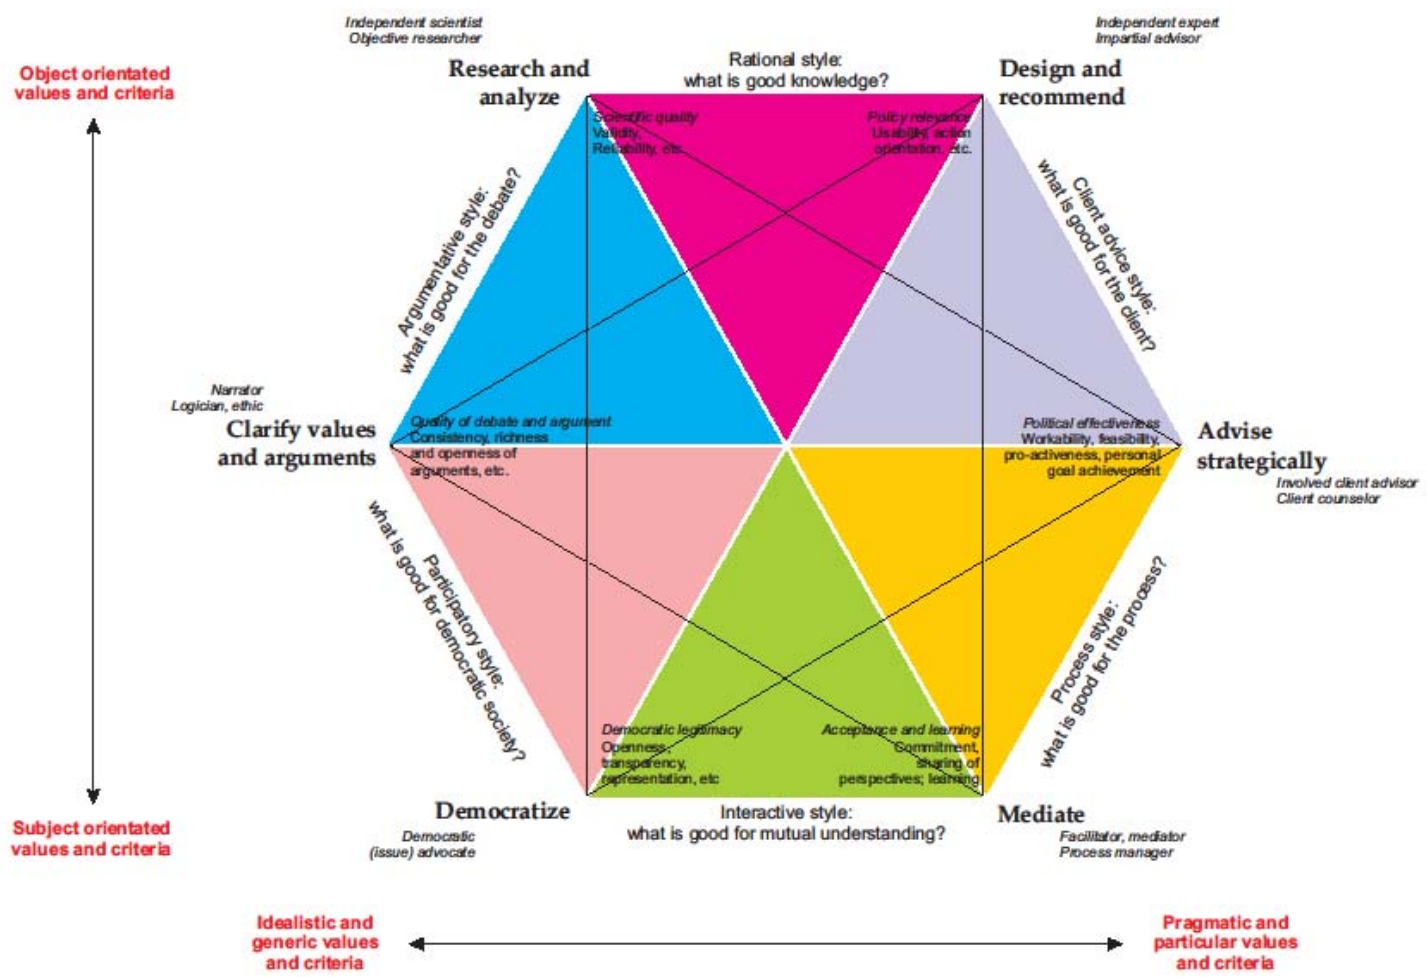 Independent scientist
Objective researcher
Independent expert
Impartial advisor
Object orientated
values and criteria
Research and
analyze
Rational style:
what is good knowledge?
Design and
recommend
Scientific quality
Validity,
Reliability, etc.
Policy relevance
Usability, action
orientation, etc.
Argumentative style:
what is good for the debate?
Client advice style:
what is good for the client?
Narrator
Logician, ethic
Clarify values
and arguments
Quality of debate and argument
Consistency, richness
and openness of
arguments, etc.
Political effectiveness
Workability, feasibility,
pro-activeness, personal
goal achievement
Advise
strategically
Involved client advisor
Client counselor
Participatory style:
what is good for democratic society?
Process style:
what is good for the process?
Democratic legitimacy
Openness,
transparency,
representation, etc
Acceptance and learning
Commitment,
sharing of
perspectives; learning
Democratize
Interactive style:
what is good for mutual understanding?
Mediate
Subject orientated
values and criteria
Democratic
(issue) advocate
Facilitator, mediator
Process manager
Idealistic and
generic values
and criteria
Pragmatic and
particular values
and criteria